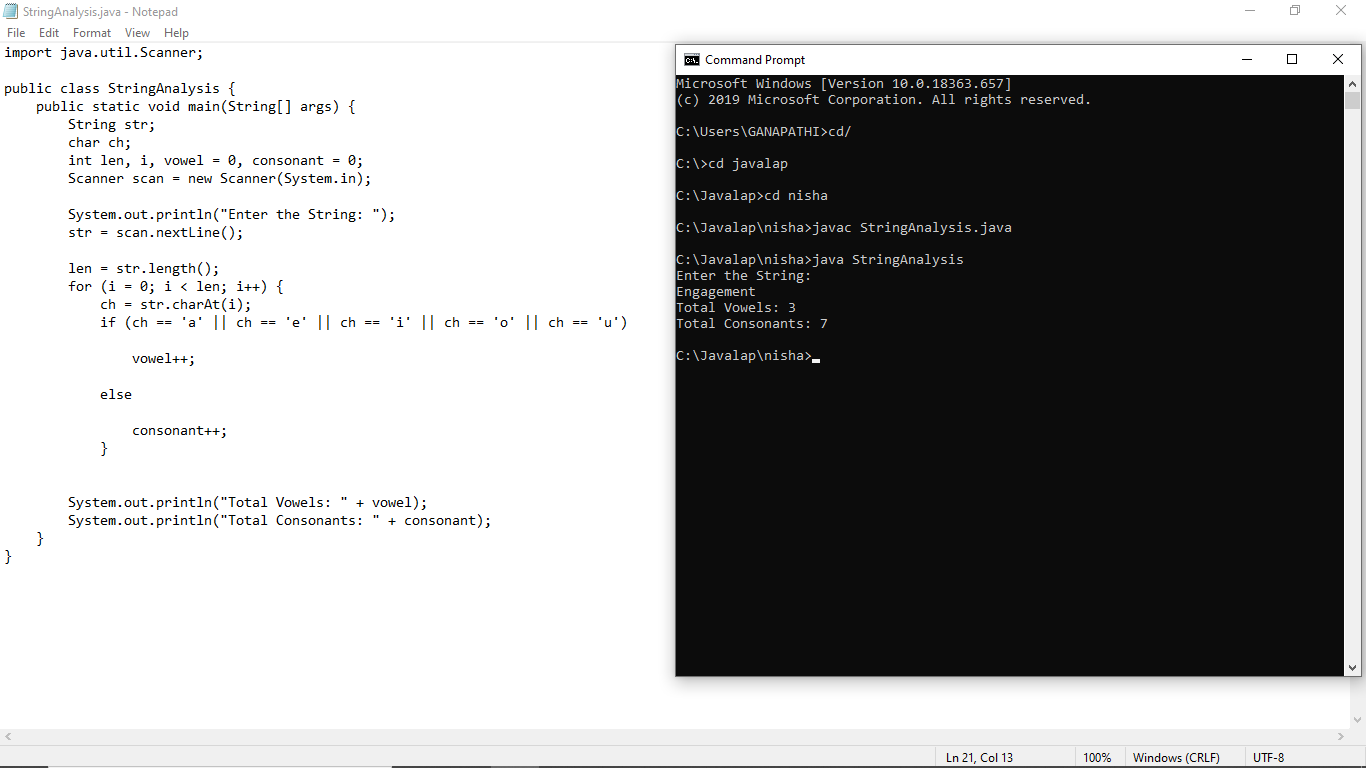 StringAnalysis.java - Notepad
File Edit Format View Help
import java.util.Scanner;
public class StringAnalysis {
public static void main(String[] args) {
String str;
char ch;
int len, i, vowel = 0, consonant = 0;
Scanner scan = new Scanner(System.in);
System.out.println("Enter the String: ");
str = scan.nextLine();
len = str.length();
for (i = 0; i < len; i++) {
ch = str.charAt(i);
if (ch == 'a' || ch == 'e' || ch == 'i' || ch == 'o' || ch == 'u')
vowel++;
else
consonant++;
}
System.out.println("Total Vowels: " + vowel);
System.out.println("Total Consonants: " + consonant);
}
}
Command Prompt
Microsoft Windows [Version 10.0.18363.657]
(c) 2019 Microsoft Corporation. All rights reserved.
C:\Users\GANAPATHI>cd/
C:\>cd javalap
C:\Javalap>cd nisha
C:\Javalap\nisha>javac StringAnalysis.java
C:\Javalap\nisha>java StringAnalysis
Enter the String:
Engagement
Total Vowels: 3
Total Consonants: 7
C:\Javalap\nisha>
Ln 21, Col 13 100% Windows (CRLF) UTF-8